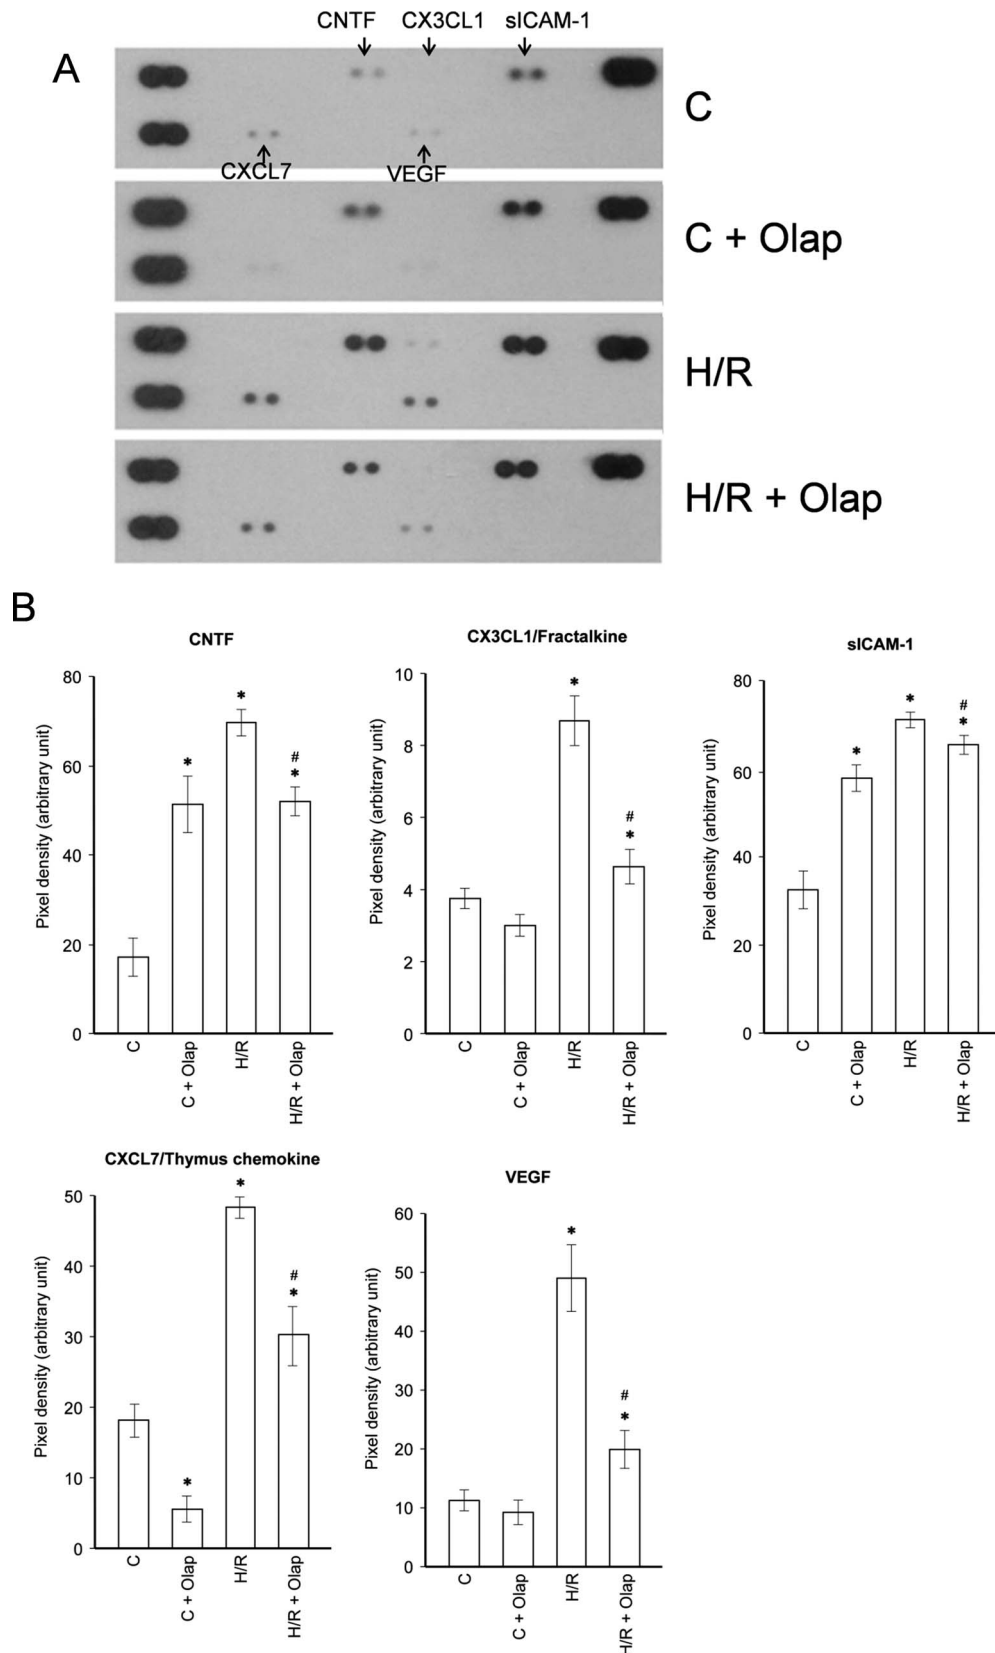 CNTF CX3CL1 sICAM-1
A
C
CXCL7 VEGF
C + Olap
H/R
H/R + Olap
B
CNTF
Pixel density (arbitrary unit)
80
60
40
20
0
*
*
#
*
C
C + Olap
H/R
H/R + Olap
CX3CL1/Fractalkine
Pixel density (arbitrary unit)
10
8
6
4
2
0
*
#
*
C
C + Olap
H/R
H/R + Olap
sICAM-1
Pixel density (arbitrary unit)
80
60
40
20
0
*
*
#
*
C
C + Olap
H/R
H/R + Olap
CXCL7/Thymus chemokine
Pixel density (arbitrary unit)
50
40
30
20
10
0
*
*
#
*
C
C + Olap
H/R
H/R + Olap
VEGF
Pixel density (arbitrary unit)
60
50
40
30
20
10
0
*
#
*
C
C + Olap
H/R
H/R + Olap